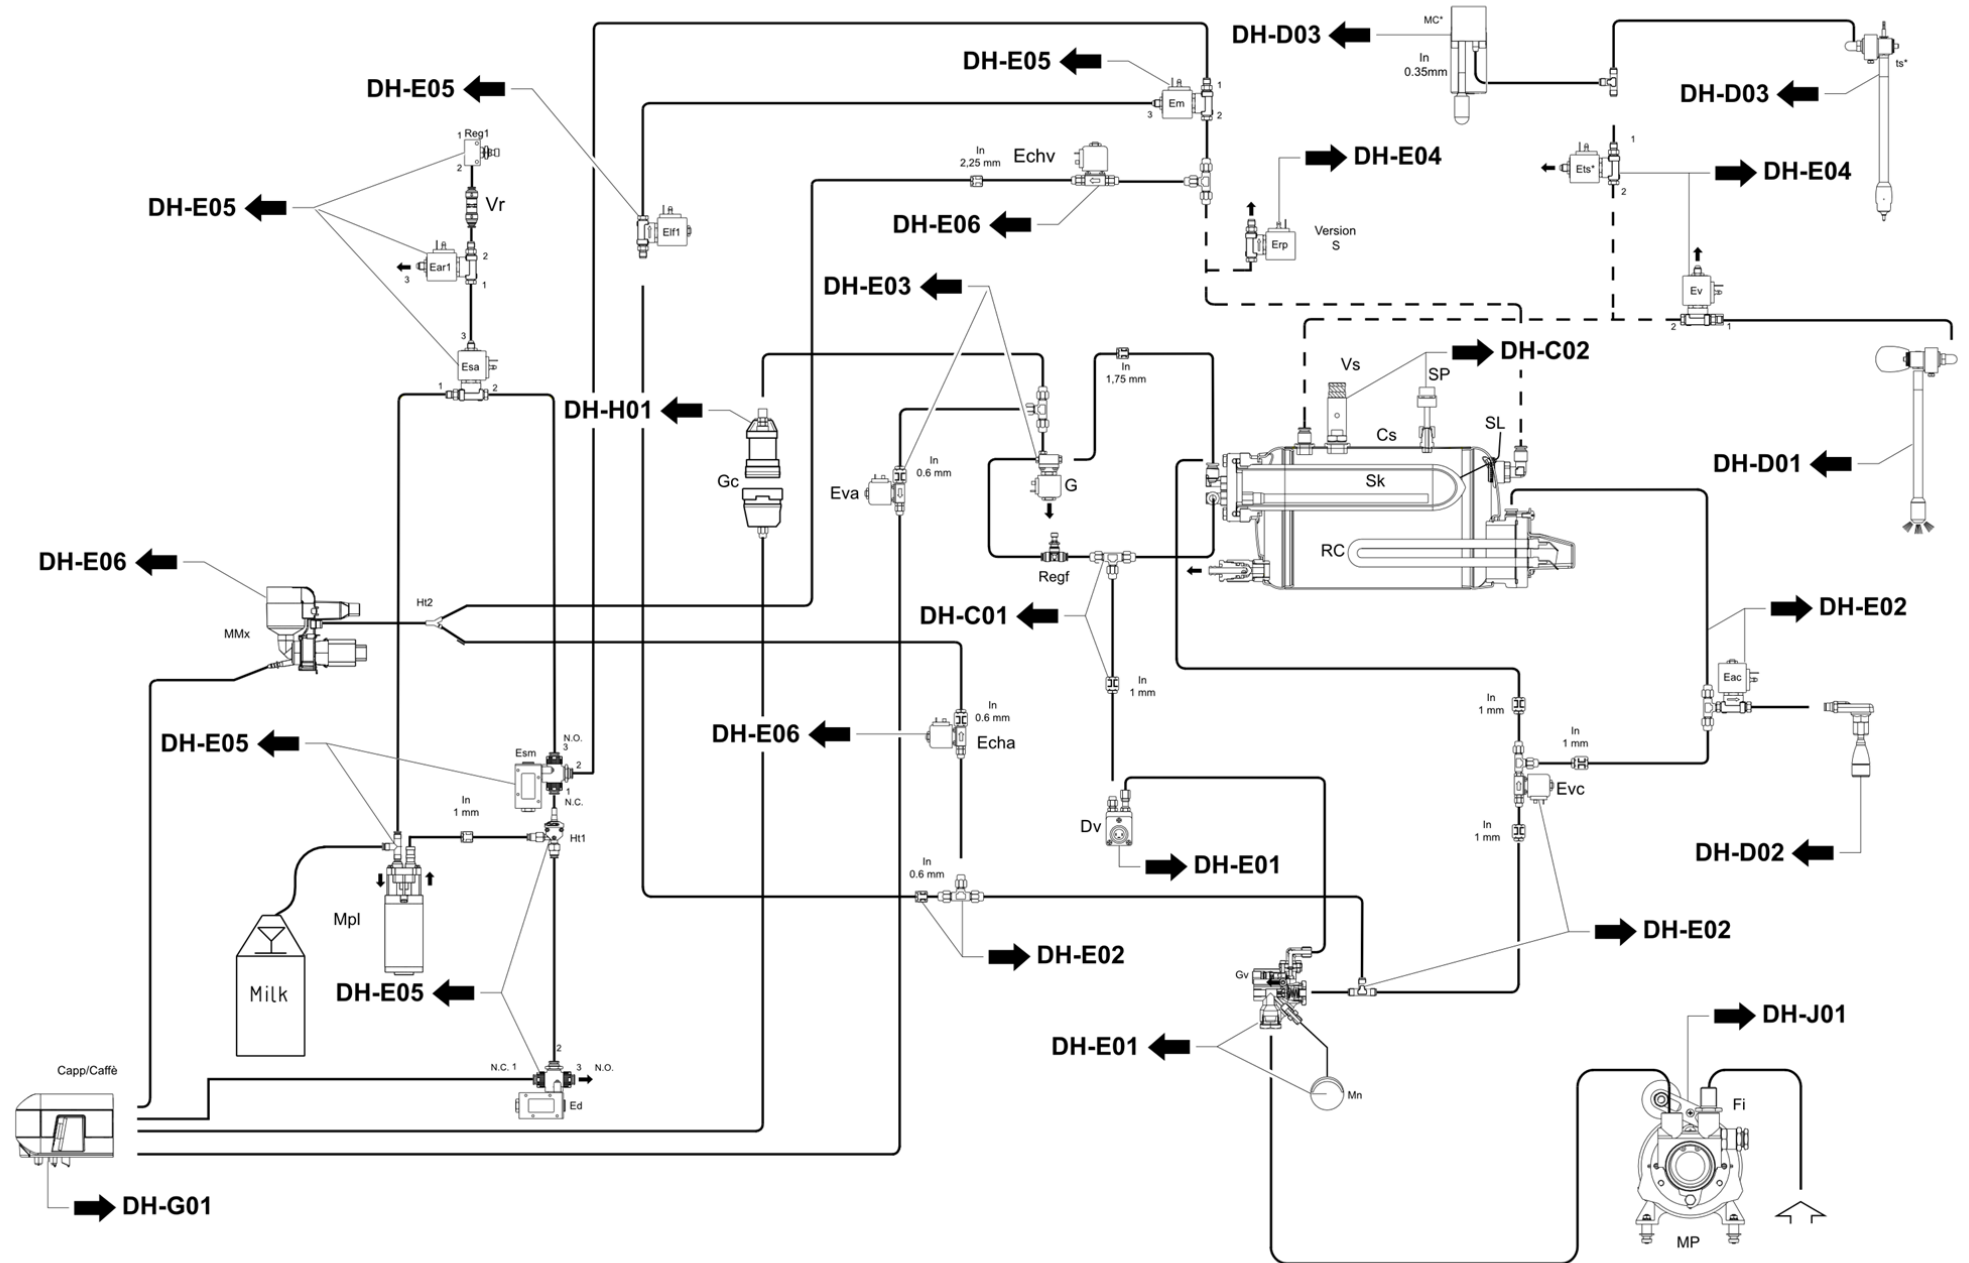 MC*
DH-D03
In
0.35mm
ts*
DH-D03
DH-E05
DH-E05
1
Em
3
2
1 Reg1
2
Vr
In
2,25 mm
Echv
DH-E04
1
Ets*
2
DH-E04
DH-E05
Elf1
DH-E06
Erp
Version
S
2
Ear1
3
1
DH-E03
Ev
2
1
3
Esa
1
2
Vs
DH-C02
SP
In
1,75 mm
DH-H01
SL
Cs
Sk
DH-D01
In
0.6 mm
Gc
Eva
G
RC
DH-E06
Regf
Ht2
DH-C01
DH-E02
MMx
In
1 mm
Eac
In
1 mm
In
0.6 mm
DH-E06
Echa
DH-E05
N.O.
3
Esm
2
1
N.C.
In
1 mm
Evc
In
1 mm
Ht1
In
1 mm
Dv
DH-E01
DH-D02
In
0.6 mm
Mpl
DH-E02
DH-E02
Milk
DH-E05
Gv
DH-J01
DH-E01
2
N.C. 1
3
N.O.
Capp/Caffè
Ed
Mn
Fi
DH-G01
MP